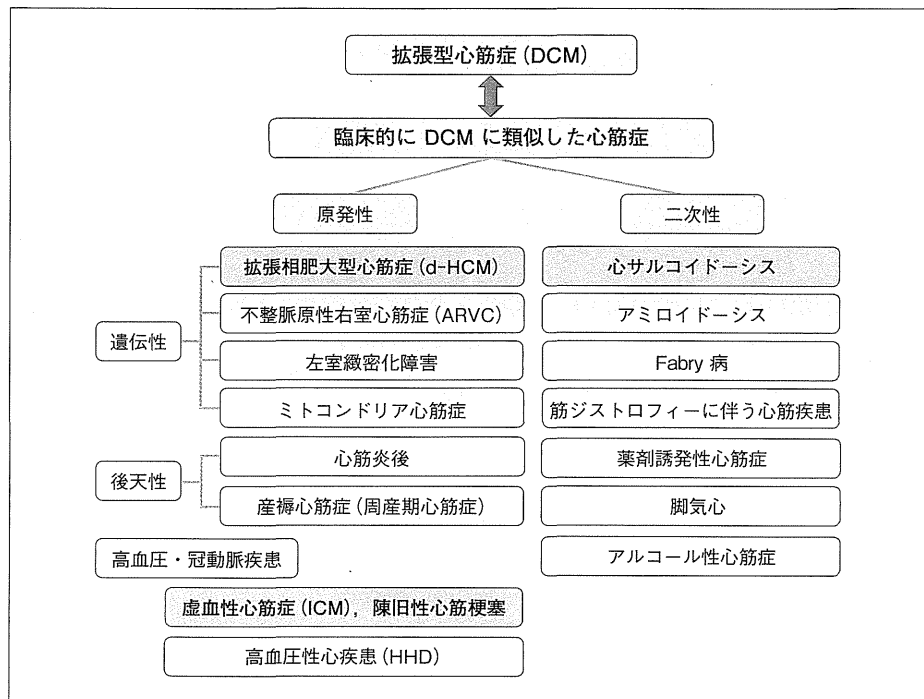 拡張型心筋症(DCM)
臨床的に DCM に類似した心筋症
原発性
二次性
遺伝性
拡張相肥大型心筋症(d-HCM)
不整脈原性右室心筋症(ARVC)
左室緻密化障害
ミトコンドリア心筋症
後天性
心筋炎後
産褥心筋症(周産期心筋症)
心サルコイドーシス
アミロイドーシス
Fabry 病
筋ジストロフィーに伴う心筋疾患
薬剤誘発性心筋症
脚気心
アルコール性心筋症
高血圧・冠動脈疾患
虚血性心筋症(ICM),陳旧性心筋梗塞
高血圧性心疾患(HHD)